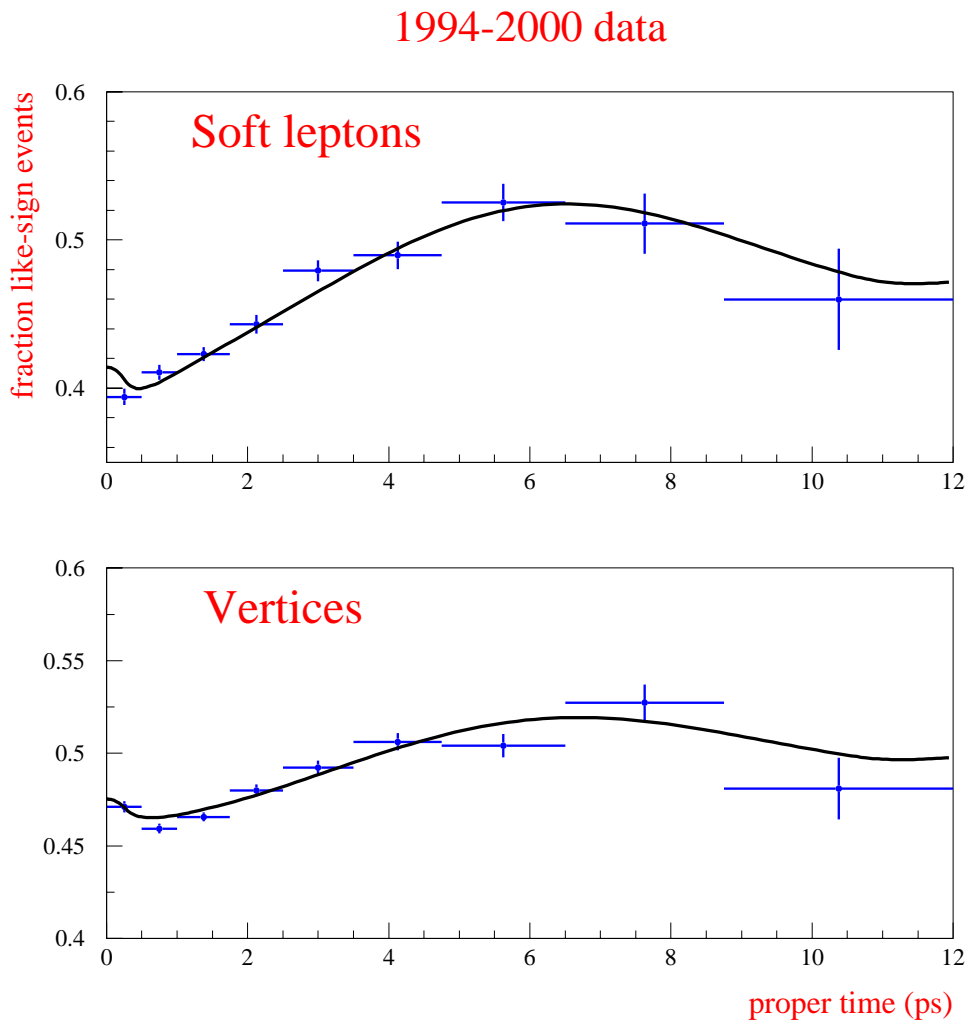 1994-2000 data
Soft leptons
fraction like-sign events
0.6
0.5
0.4
0 2 4 6 8 10 12
Vertices
0.6
0.55
0.5
0.45
0.4
0 2 4 6 8 10 12
proper time (ps)